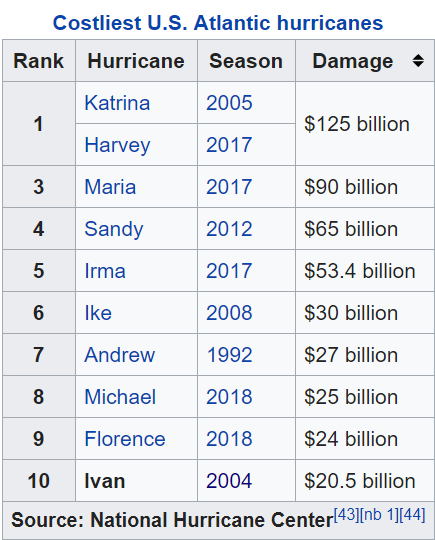 Costliest U.S. Atlantic hurricanes
Rank Hurricane Season Damage
1 Katrina 2005 $125 billion
Harvey 2017
3 Maria 2017 $90 billion
4 Sandy 2012 $65 billion
5 Irma 2017 $53.4 billion
6 Ike 2008 $30 billion
7 Andrew 1992 $27 billion
8 Michael 2018 $25 billion
9 Florence 2018 $24 billion
10 Ivan 2004 $20.5 billion
Source: National Hurricane Center[43][nb 1][44]